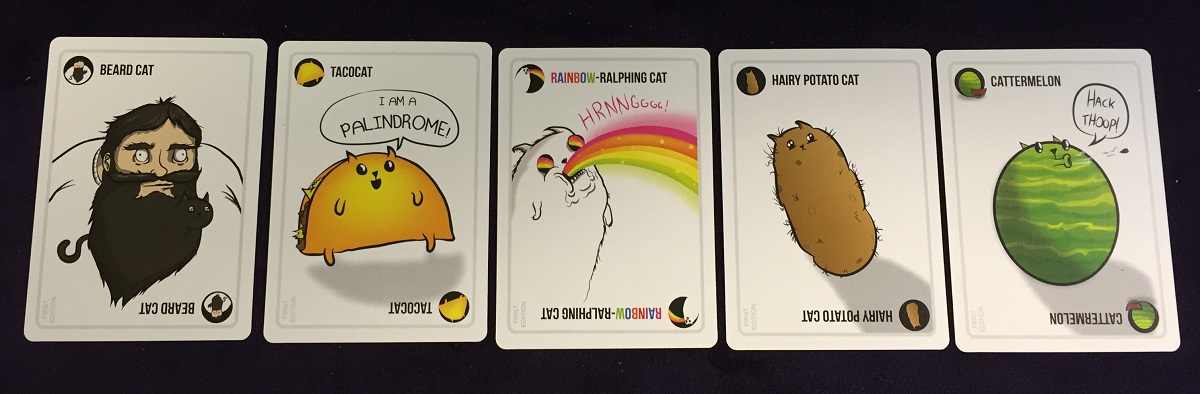 FIRST
EDITION
BEARD CAT
BEARD CAT
FIRST
EDITION
TACOCAT
I AM A
PALINDROME!
TACOCAT
FIRST
EDITION
RAINBOW-RALPHING CAT
HRNNGGGG!
RAINBOW-RALPHING CAT
FIRST
EDITION
HAIRY POTATO CAT
HAIRY POTATO CAT
FIRST
EDITION
CATTERMELON
HACK
THOOP!
CATTERMELON